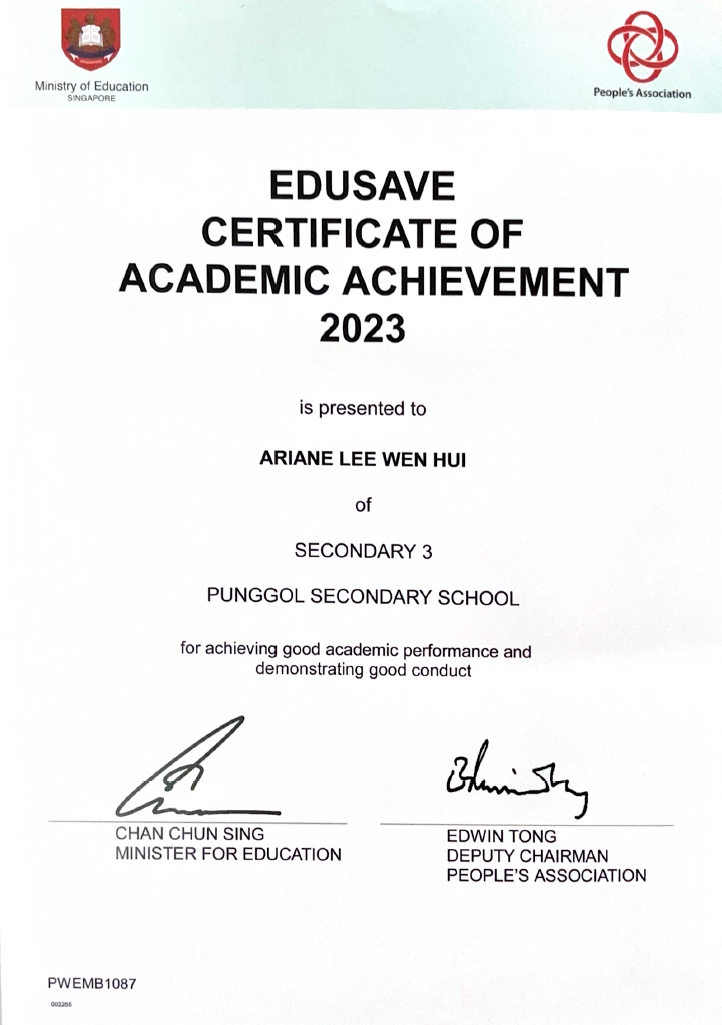 Ministry of Education
SINGAPORE
People's Association
EDUSAVE
CERTIFICATE OF
ACADEMIC ACHIEVEMENT
2023
is presented to
ARIANE LEE WEN HUI
of
SECONDARY 3
PUNGGOL SECONDARY SCHOOL
for achieving good academic performance and
demonstrating good conduct
CHAN CHUN SING
MINISTER FOR EDUCATION
EDWIN TONG
DEPUTY CHAIRMAN
PEOPLE'S ASSOCIATION
PWEMB1087
002265